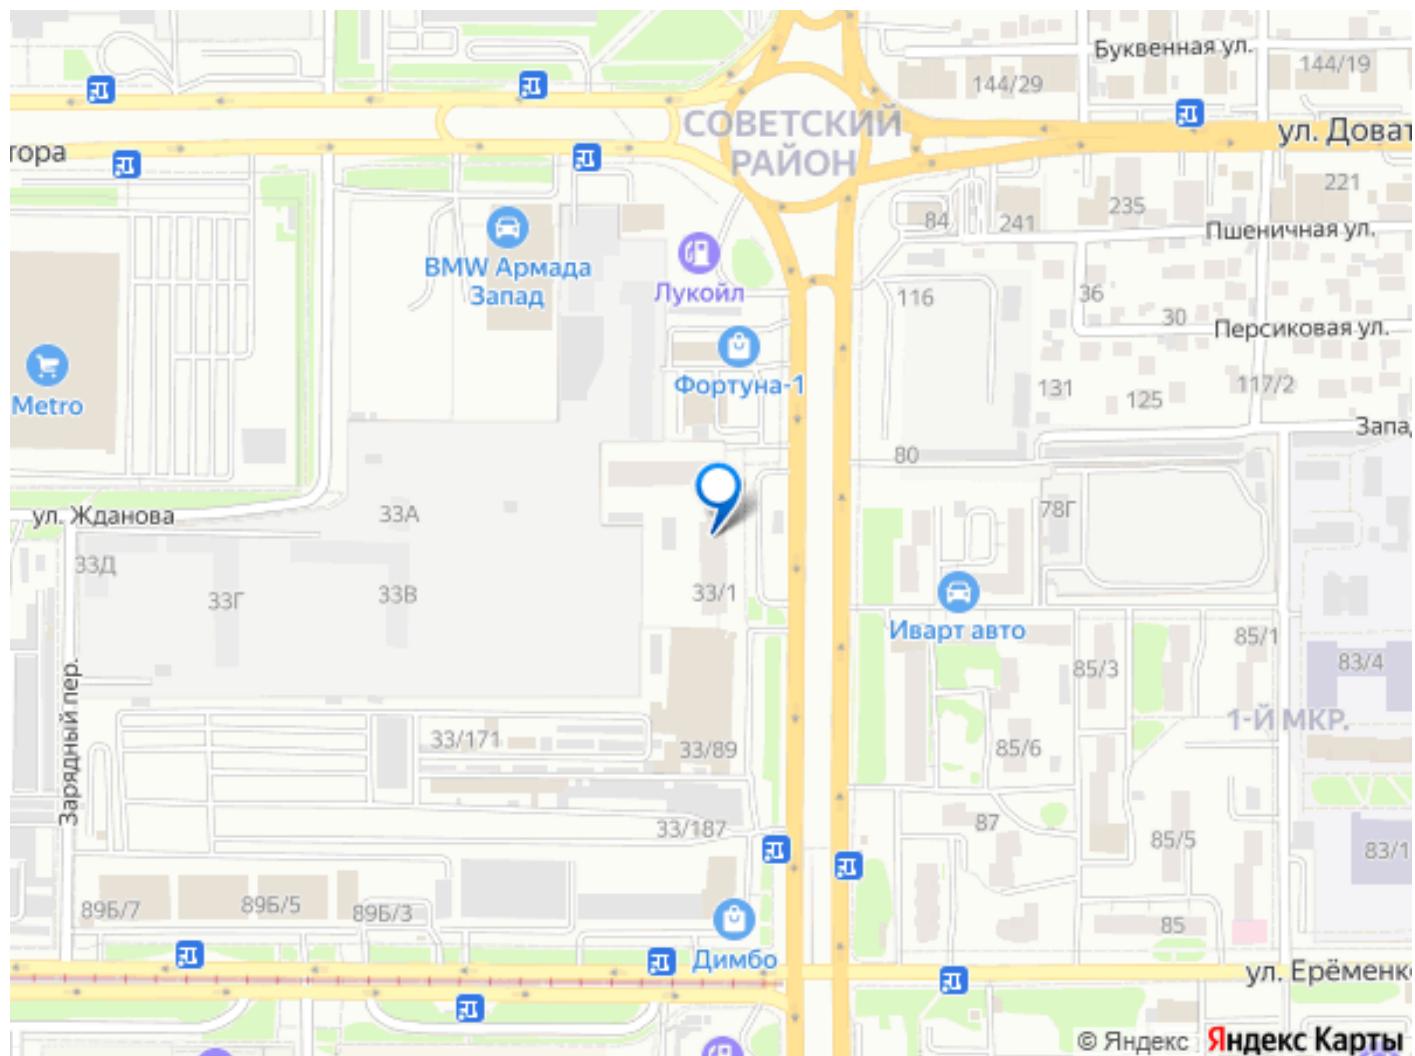 Буквенная ул.
144/19
144/29
СОВЕТСКИЙ
РАЙОН
ул. Доват
тора
221
235
84
241
Пшеничная ул.
BMW Армада
Запад
Лукойл
116
36
30
Персиковая ул.
Фортуна-1
Metro
131
125
117/2
Запад
80
ул. Жданова
33А
78Г
33Д
33Г
33В
33/1
Иварт авто
85/1
85/3
83/4
1-Й МКР.
Зарядный пер.
33/171
33/89
85/6
33/187
87
85/5
83/1
89Б/7
89Б/5
89Б/3
85
Димбо
ул. Ерёменко
© Яндекс Яндекс Карты